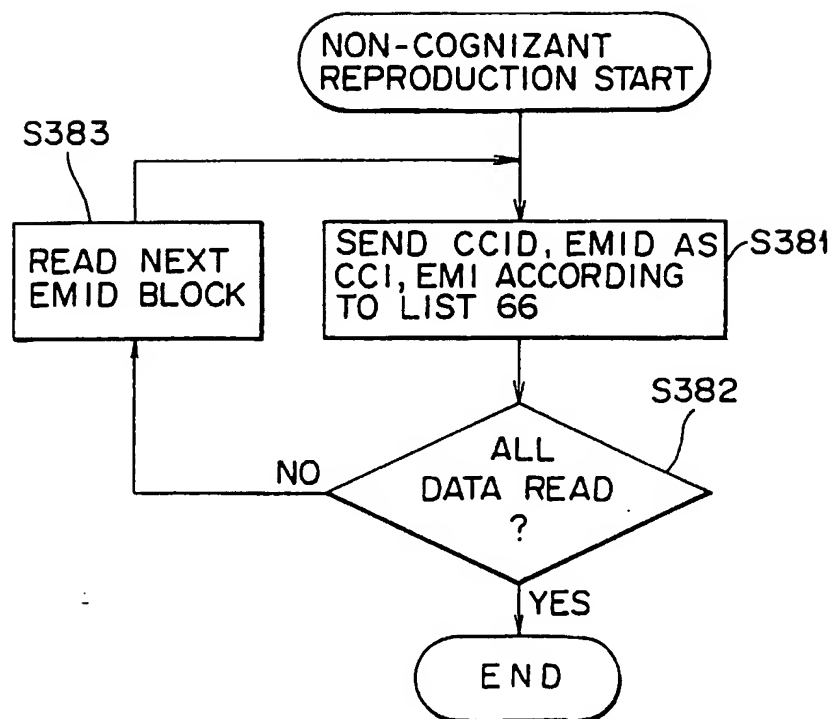 NON-COGNIZANT
REPRODUCTION START
S383
READ NEXT
EMID BLOCK
SEND CCID, EMID AS
CCI, EMI ACCORDING
TO LIST 66
S381
S382
ALL
DATA READ
?
NO
YES
END